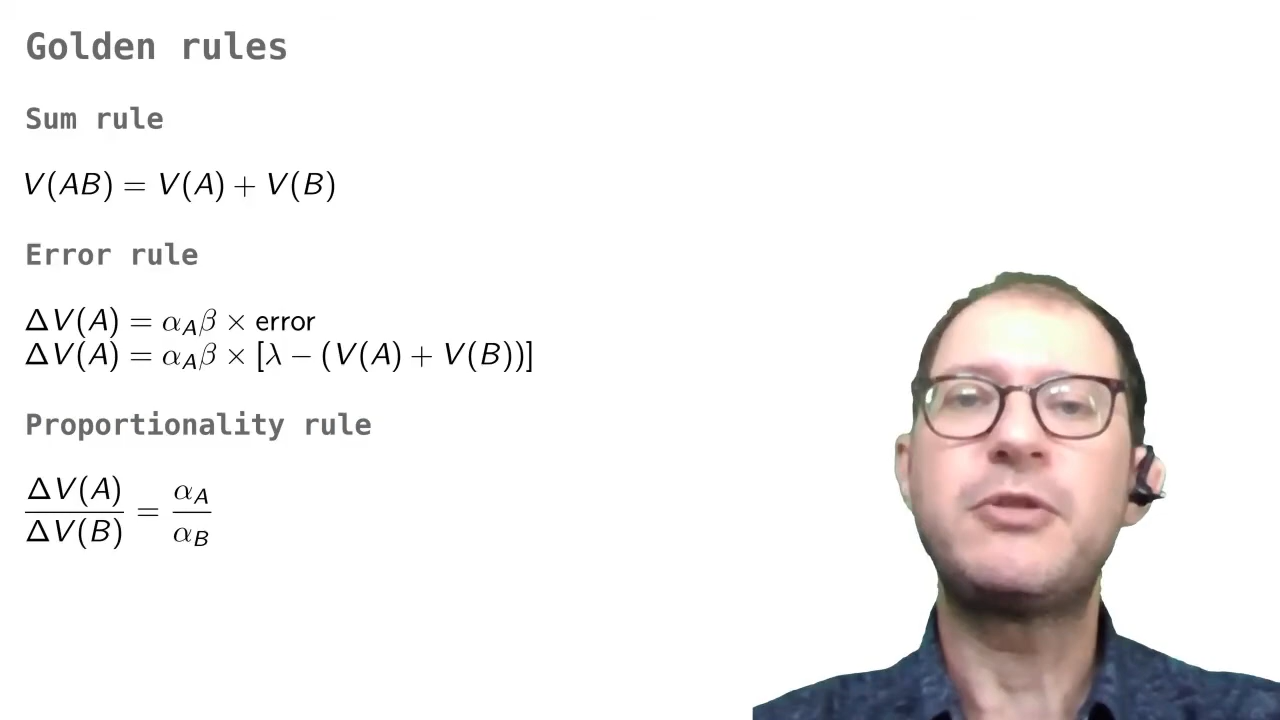 Golden rules
Sum rule
V(AB) = V(A) + V(B)
Error rule
ΔV(A) = α_Aβ × error
ΔV(A) = α_Aβ × [λ − (V(A) + V(B))]
Proportionality rule
ΔV(A) / ΔV(B) = α_A / α_B